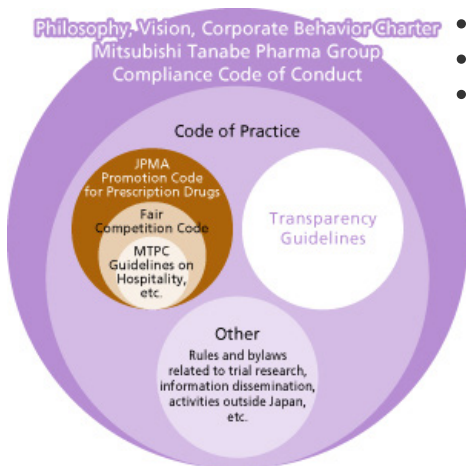 Philosophy, Vision, Corporate Behavior Charter
Mitsubishi Tanabe Pharma Group
Compliance Code of Conduct
Code of Practice
JPMA
Promotion Code
for Prescription Drugs
Fair
Competition Code
MTPC
Guidelines on
Hospitality,
etc.
Transparency
Guidelines
Other
Rules and bylaws
related to trial research,
information dissemination,
activities outside Japan,
etc.